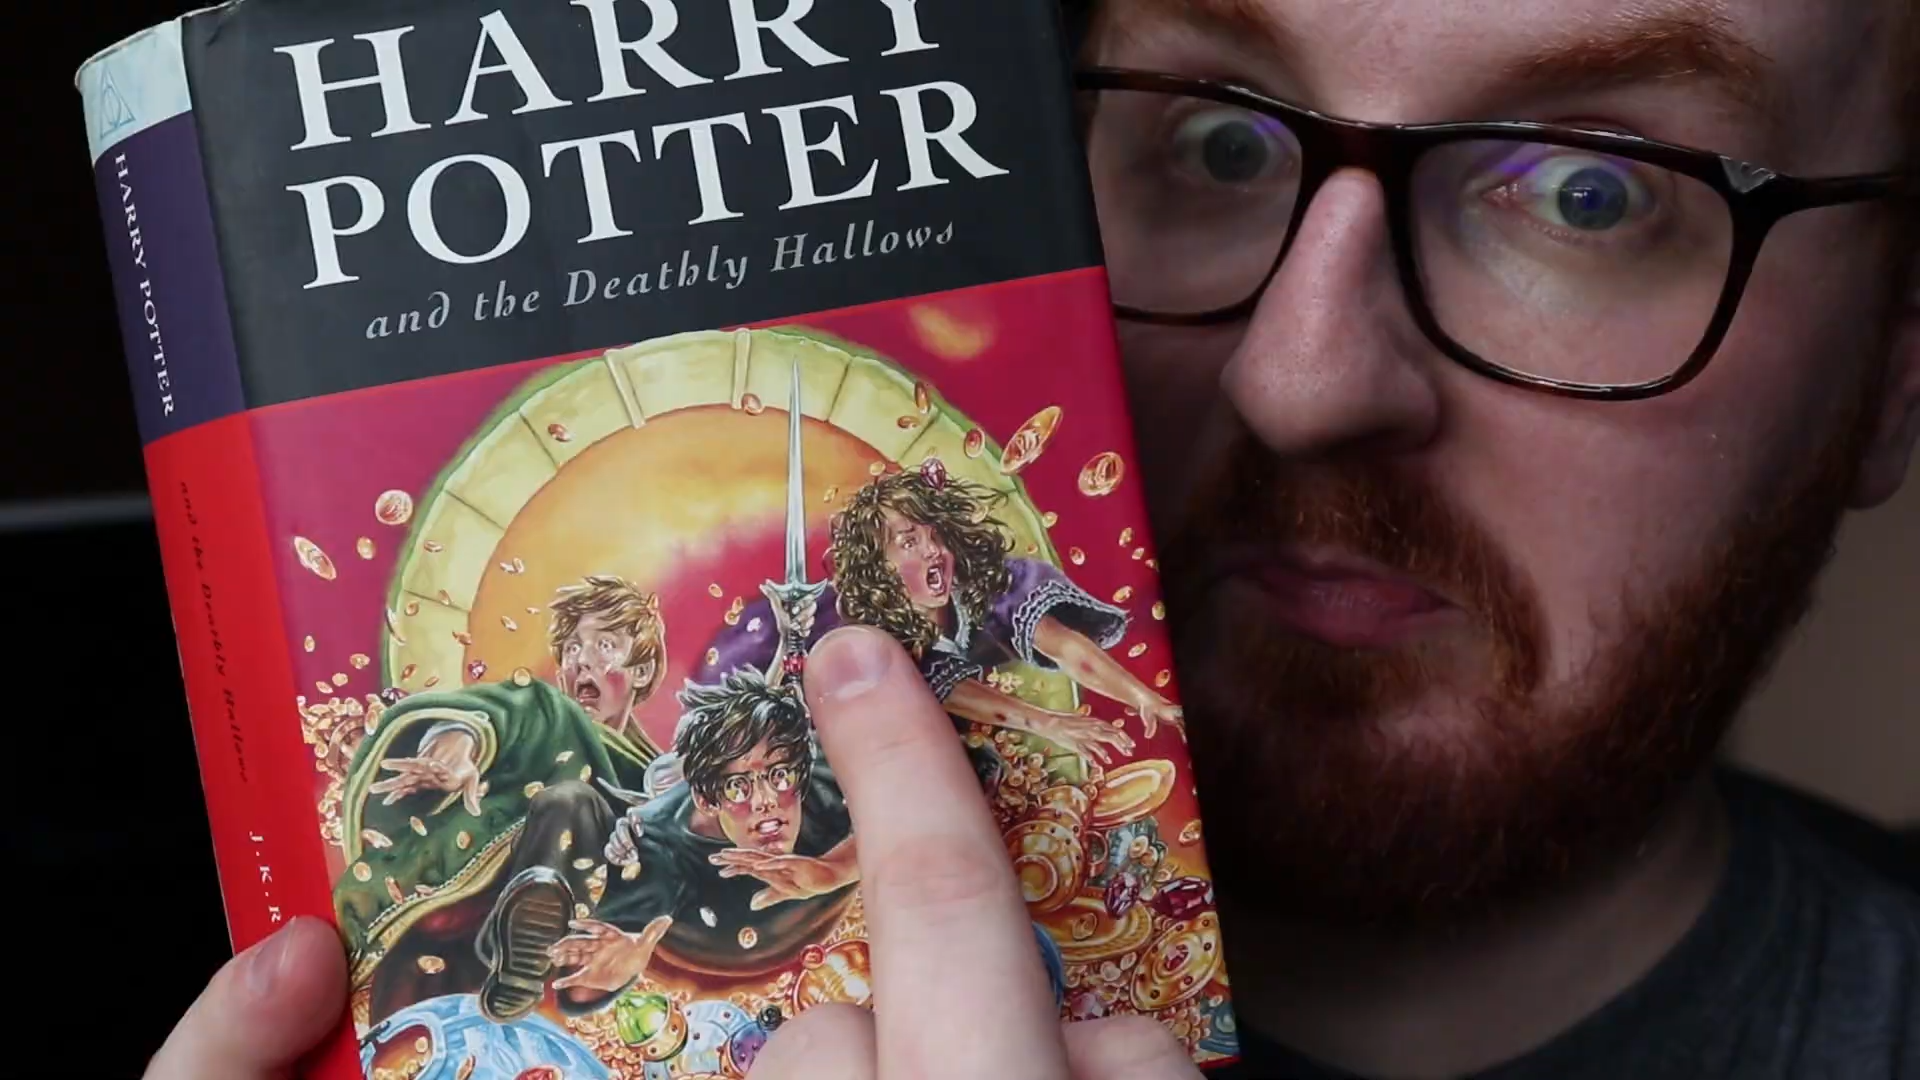 HARRY
POTTER
and the Deathly Hallows
HARRY POTTER
and the Deathly Hallows
J.K.R